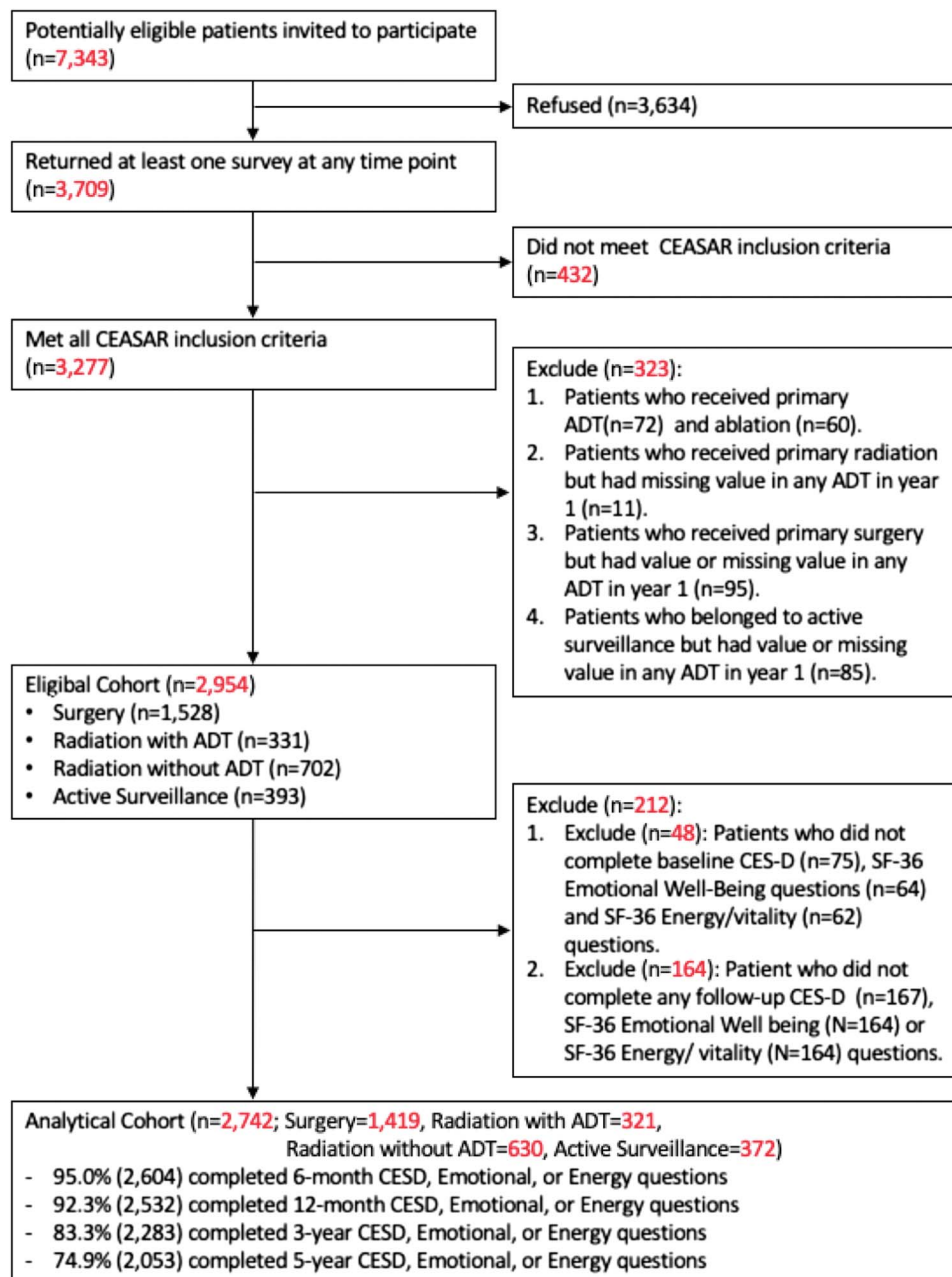 Potentially eligible patients invited to participate
(n=7,343)
Refused (n=3,634)
Returned at least one survey at any time point
(n=3,709)
Did not meet CEASAR inclusion criteria
(n=432)
Met all CEASAR inclusion criteria
(n=3,277)
Exclude (n=323):
1. Patients who received primary
ADT(n=72) and ablation (n=60).
2. Patients who received primary radiation
but had missing value in any ADT in year
1 (n=11).
3. Patients who received primary surgery
but had value or missing value in any
ADT in year 1 (n=95).
4. Patients who belonged to active
surveillance but had value or missing
value in any ADT in year 1 (n=85).
Eligibal Cohort (n=2,954)
• Surgery (n=1,528)
• Radiation with ADT (n=331)
• Radiation without ADT (n=702)
• Active Surveillance (n=393)
Exclude (n=212):
1. Exclude (n=48): Patients who did not
complete baseline CES-D (n=75), SF-36
Emotional Well-Being questions (n=64)
and SF-36 Energy/vitality (n=62)
questions.
2. Exclude (n=164): Patient who did not
complete any follow-up CES-D (n=167),
SF-36 Emotional Well being (N=164) or
SF-36 Energy/ vitality (N=164) questions.
Analytical Cohort (n=2,742; Surgery=1,419, Radiation with ADT=321,
Radiation without ADT=630, Active Surveillance=372)
- 95.0% (2,604) completed 6-month CESD, Emotional, or Energy questions
- 92.3% (2,532) completed 12-month CESD, Emotional, or Energy questions
- 83.3% (2,283) completed 3-year CESD, Emotional, or Energy questions
- 74.9% (2,053) completed 5-year CESD, Emotional, or Energy questions